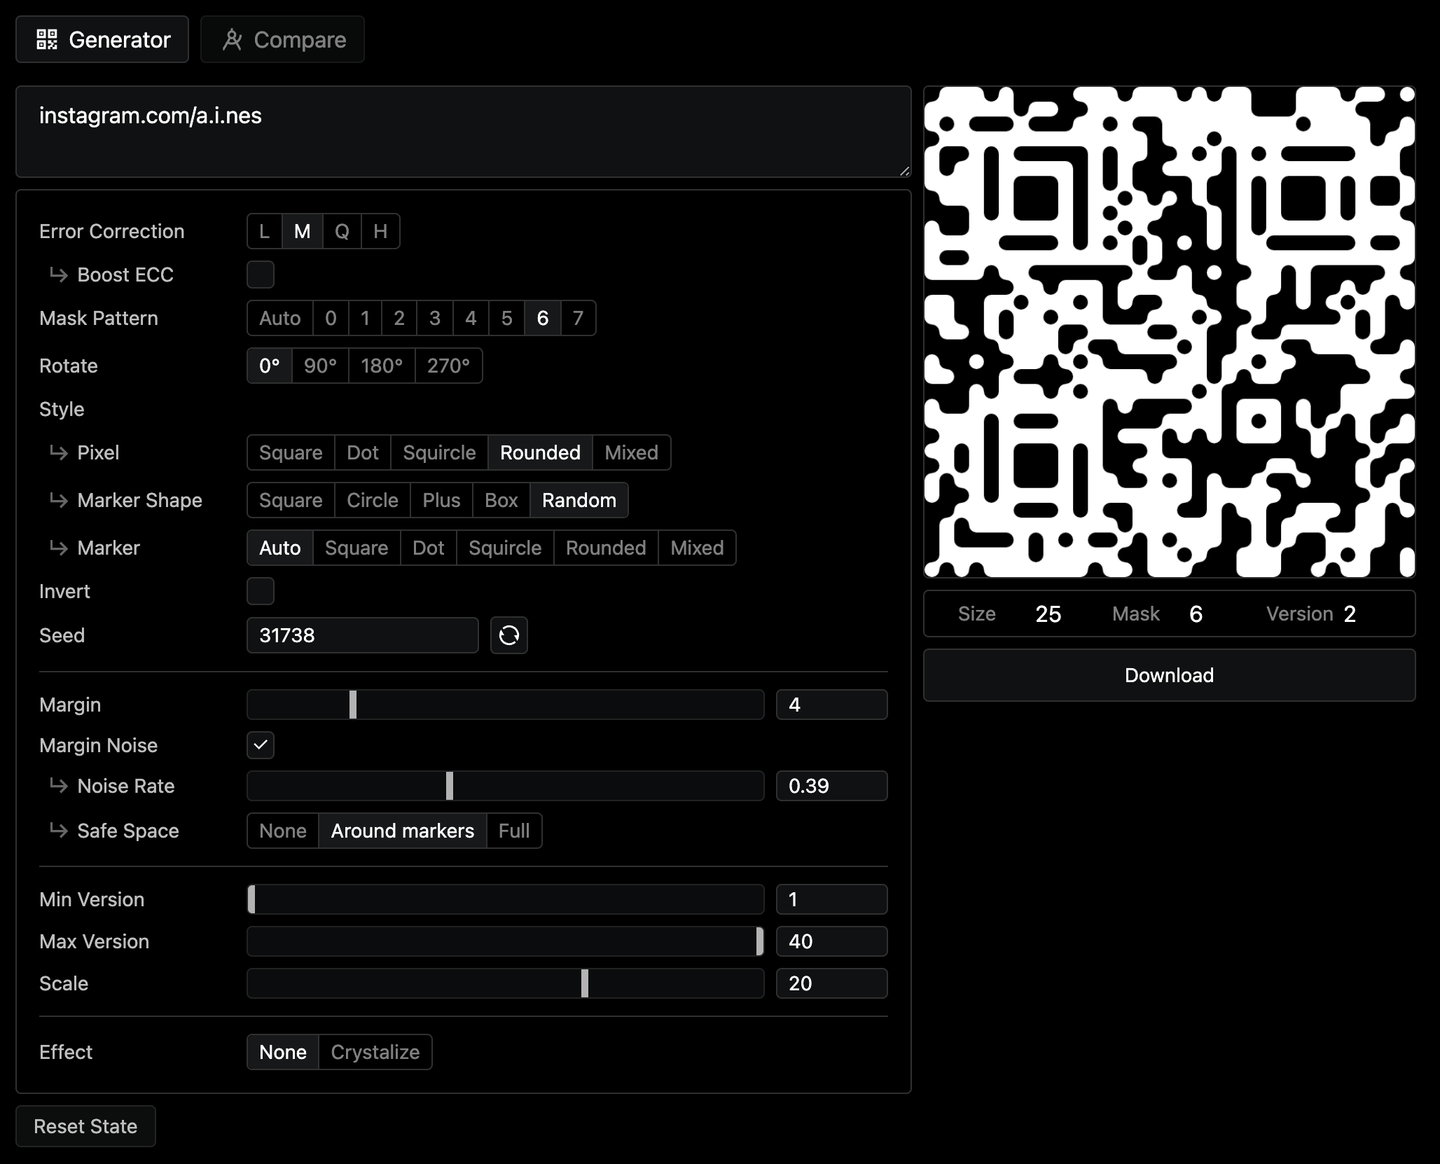 Generator Compare
instagram.com/a.i.nes
Error Correction L M Q H
Boost ECC
Mask Pattern Auto 0 1 2 3 4 5 6 7
Rotate 0° 90° 180° 270°
Style
Pixel Square Dot Squircle Rounded Mixed
Marker Shape Square Circle Plus Box Random
Marker Auto Square Dot Squircle Rounded Mixed
Invert
Seed 31738
Margin 4
Margin Noise
Noise Rate 0.39
Safe Space None Around markers Full
Min Version 1
Max Version 40
Scale 20
Effect None Crystalize
Reset State
Size 25 Mask 6 Version 2
Download